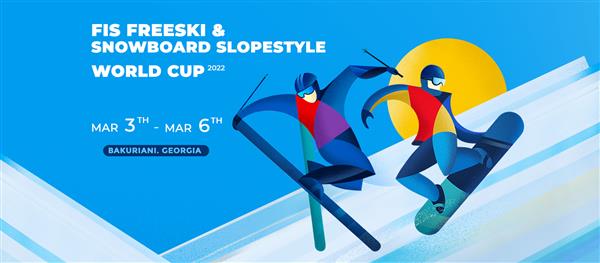 FIS FREESKI &
SNOWBOARD SLOPESTYLE
WORLD CUP 2022
MAR 3TH - MAR 6TH
BAKURIANI. GEORGIA